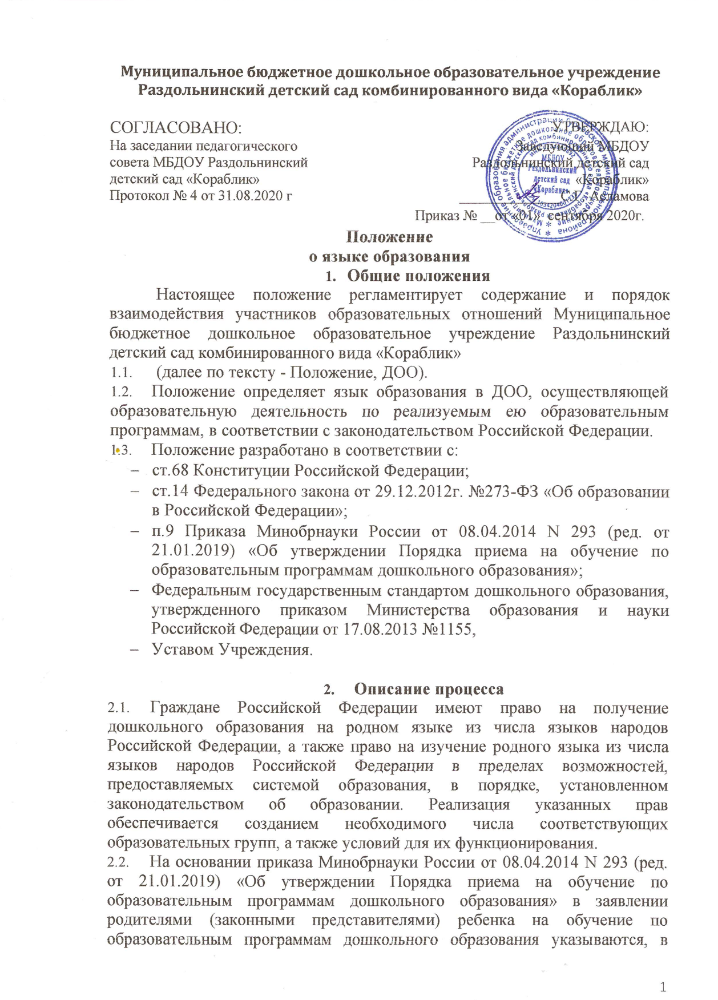 Муниципальное бюджетное дошкольное образовательное учреждение
Раздольнинский детский сад комбинированного вида «Кораблик»
СОГЛАСОВАНО:
На заседании педагогического
совета МБДОУ Раздольнинский
детский сад «Кораблик»
Протокол № 4 от 31.08.2020 г
УТВЕРЖДАЮ:
Заведующий МБДОУ
Раздольнинский детский сад
«Кораблик»
С.Г. Асламова
Приказ № __ от «01» сентября 2020г.
МБДОУ
Раздольнинский
детский сад
«Кораблик»
Положение
о языке образования
1. Общие положения
Настоящее положение регламентирует содержание и порядок
взаимодействия участников образовательных отношений Муниципальное
бюджетное дошкольное образовательное учреждение Раздольнинский
детский сад комбинированного вида «Кораблик»
1.1. (далее по тексту - Положение, ДОО).
1.2. Положение определяет язык образования в ДОО, осуществляющей
образовательную деятельность по реализуемым ею образовательным
программам, в соответствии с законодательством Российской Федерации.
1.3. Положение разработано в соответствии с:
– ст.68 Конституции Российской Федерации;
– ст.14 Федерального закона от 29.12.2012г. №273-ФЗ «Об образовании
в Российской Федерации»;
– п.9 Приказа Минобрнауки России от 08.04.2014 N 293 (ред. от
21.01.2019) «Об утверждении Порядка приема на обучение по
образовательным программам дошкольного образования»;
– Федеральным государственным стандартом дошкольного образования,
утвержденного приказом Министерства образования и науки
Российской Федерации от 17.08.2013 №1155,
– Уставом Учреждения.
2. Описание процесса
2.1. Граждане Российской Федерации имеют право на получение
дошкольного образования на родном языке из числа языков народов
Российской Федерации, а также право на изучение родного языка из числа
языков народов Российской Федерации в пределах возможностей,
предоставляемых системой образования, в порядке, установленном
законодательством об образовании. Реализация указанных прав
обеспечивается созданием необходимого числа соответствующих
образовательных групп, а также условий для их функционирования.
2.2. На основании приказа Минобрнауки России от 08.04.2014 N 293 (ред.
от 21.01.2019) «Об утверждении Порядка приема на обучение по
образовательным программам дошкольного образования» в заявлении
родителями (законными представителями) ребенка на обучение по
образовательным программам дошкольного образования указываются, в
1